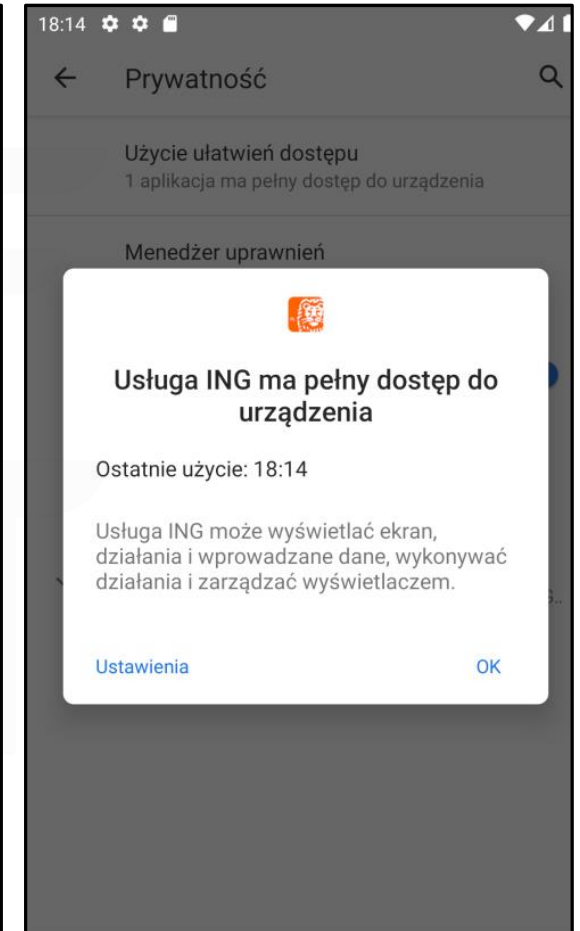 18:14
Prywatność
Użycie ułatwień dostępu
1 aplikacja ma pełny dostęp do urządzenia
Menedżer uprawnień
Usługa ING ma pełny dostęp do
urządzenia
Ostatnie użycie: 18:14
Usługa ING może wyświetlać ekran,
działania i wprowadzane dane, wykonywać
działania i zarządzać wyświetlaczem.
Ustawienia OK